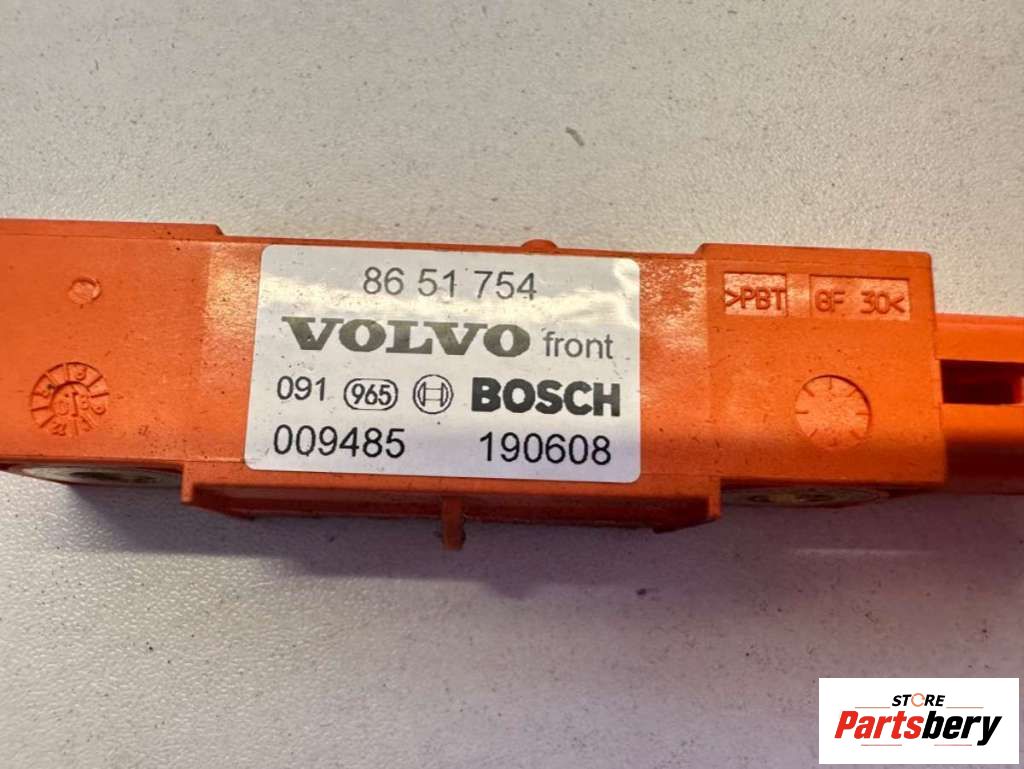 86 51 754
VOLVO front
091 965 BOSCH
009485 190608
>PBT GF 30<
STORE
Partsbery